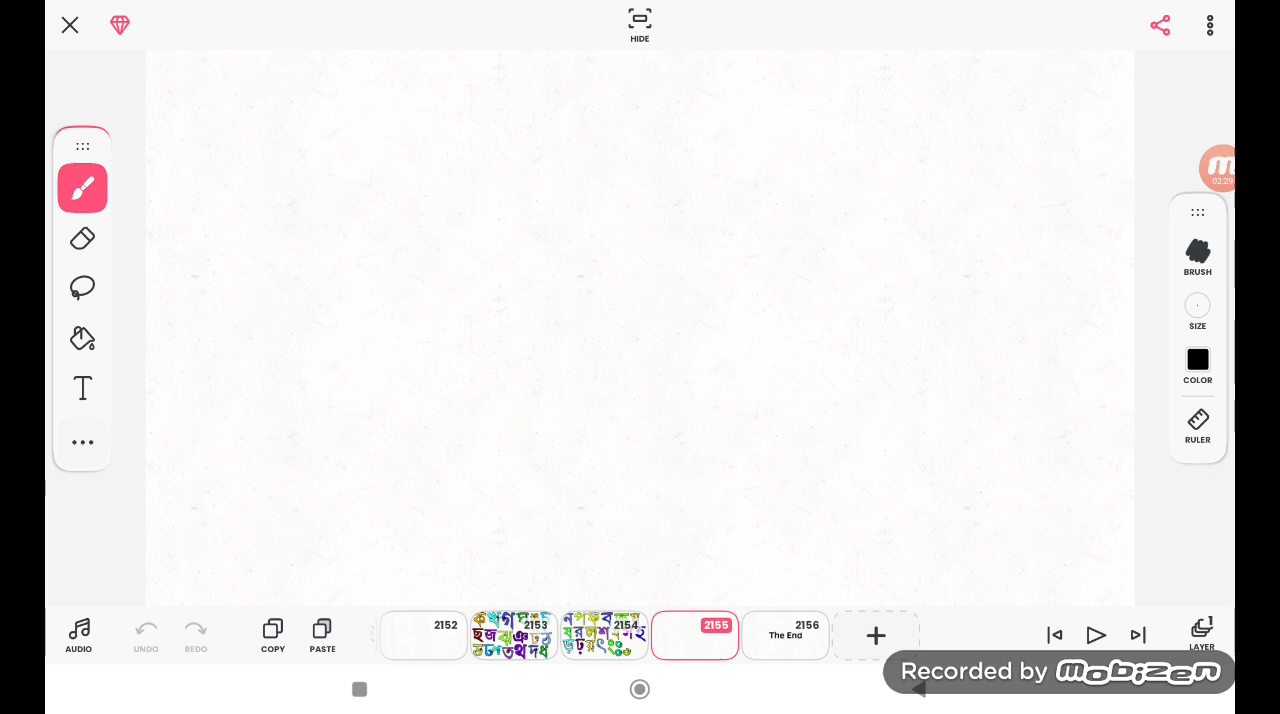 HIDE
02:29
BRUSH
SIZE
COLOR
RULER
T
AUDIO
UNDO
REDO
COPY
PASTE
2152
2153
2154
2155
2156
The End
LAYER
Recorded by mobizen